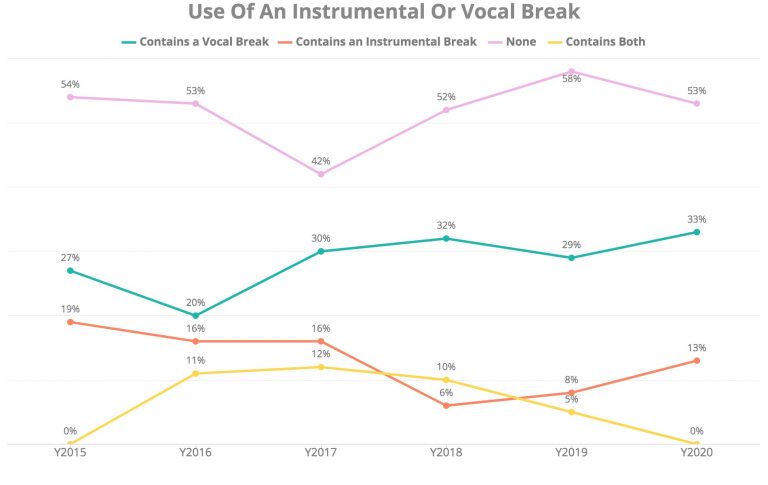 Use Of An Instrumental Or Vocal Break
Contains a Vocal Break Contains an Instrumental Break None Contains Both
54% 53% 42% 52% 58% 53%
27% 20% 30% 32% 29% 33%
19% 16% 16% 6% 8% 13%
0% 11% 12% 10% 5% 0%
Y2015 Y2016 Y2017 Y2018 Y2019 Y2020